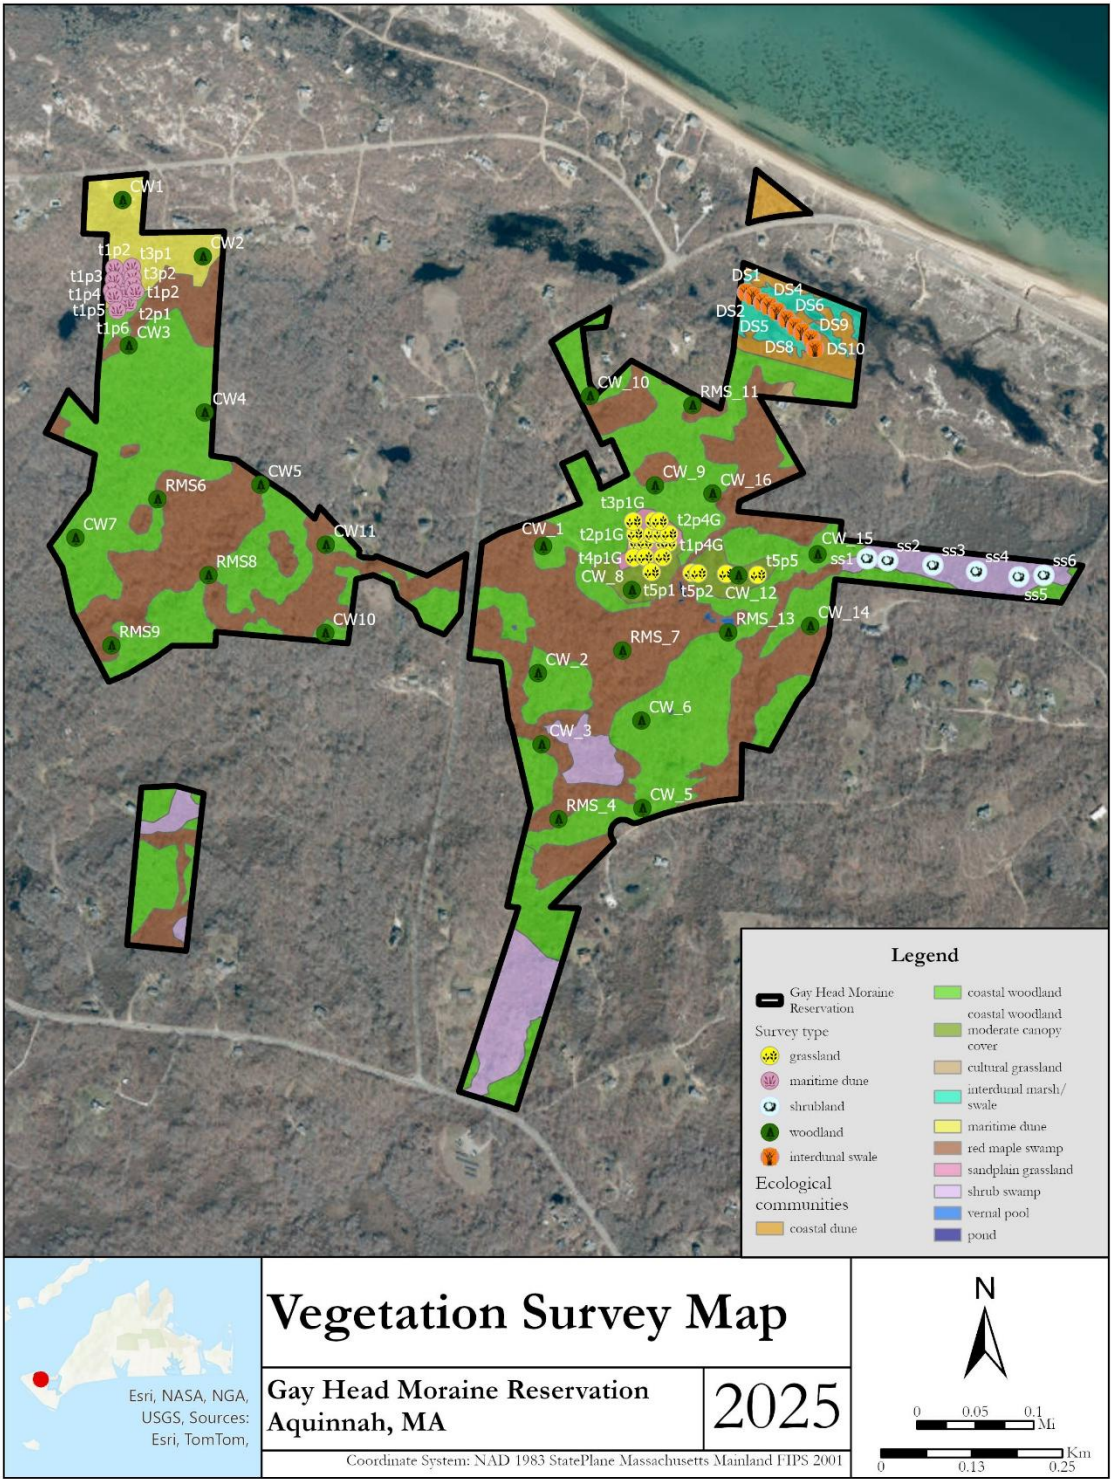 CW1
CW2
t1p2
t3p1
t1p3
t3p2
t1p4
t1p2
t1p5
t2p1
t1p6
CW3
CW4
CW5
RMS6
CW7
CW11
RMS8
RMS9
CW10
DS1
DS4
DS2
DS6
DS5
DS9
DS8
DS10
CW_10
RMS_11
CW_9
CW_16
t3p1G
t2p4G
t2p1G
CW_1
t1p4G
t4p1G
CW_15
t5p5
CW_8
ss1
ss2
ss3
ss4
ss6
t5p1
t5p2
CW_12
ss5
RMS_13
CW_14
RMS_7
CW_2
CW_6
CW_3
CW_5
RMS_4
Legend
Gay Head Moraine
Reservation
Survey type
grassland
maritime dune
shrubland
woodland
interdunal swale
Ecological
communities
coastal dune
coastal woodland
coastal woodland
moderate canopy
cover
cultural grassland
interdunal marsh/
swale
maritime dune
red maple swamp
sandplain grassland
shrub swamp
vernal pool
pond
Esri, NASA, NGA,
USGS, Sources:
Esri, TomTom,
Vegetation Survey Map
Gay Head Moraine Reservation
Aquinnah, MA
2025
Coordinate System: NAD 1983 StatePlane Massachusetts Mainland FIPS 2001
N
0 0.05 0.1
Mi
Km
0 0.13 0.25